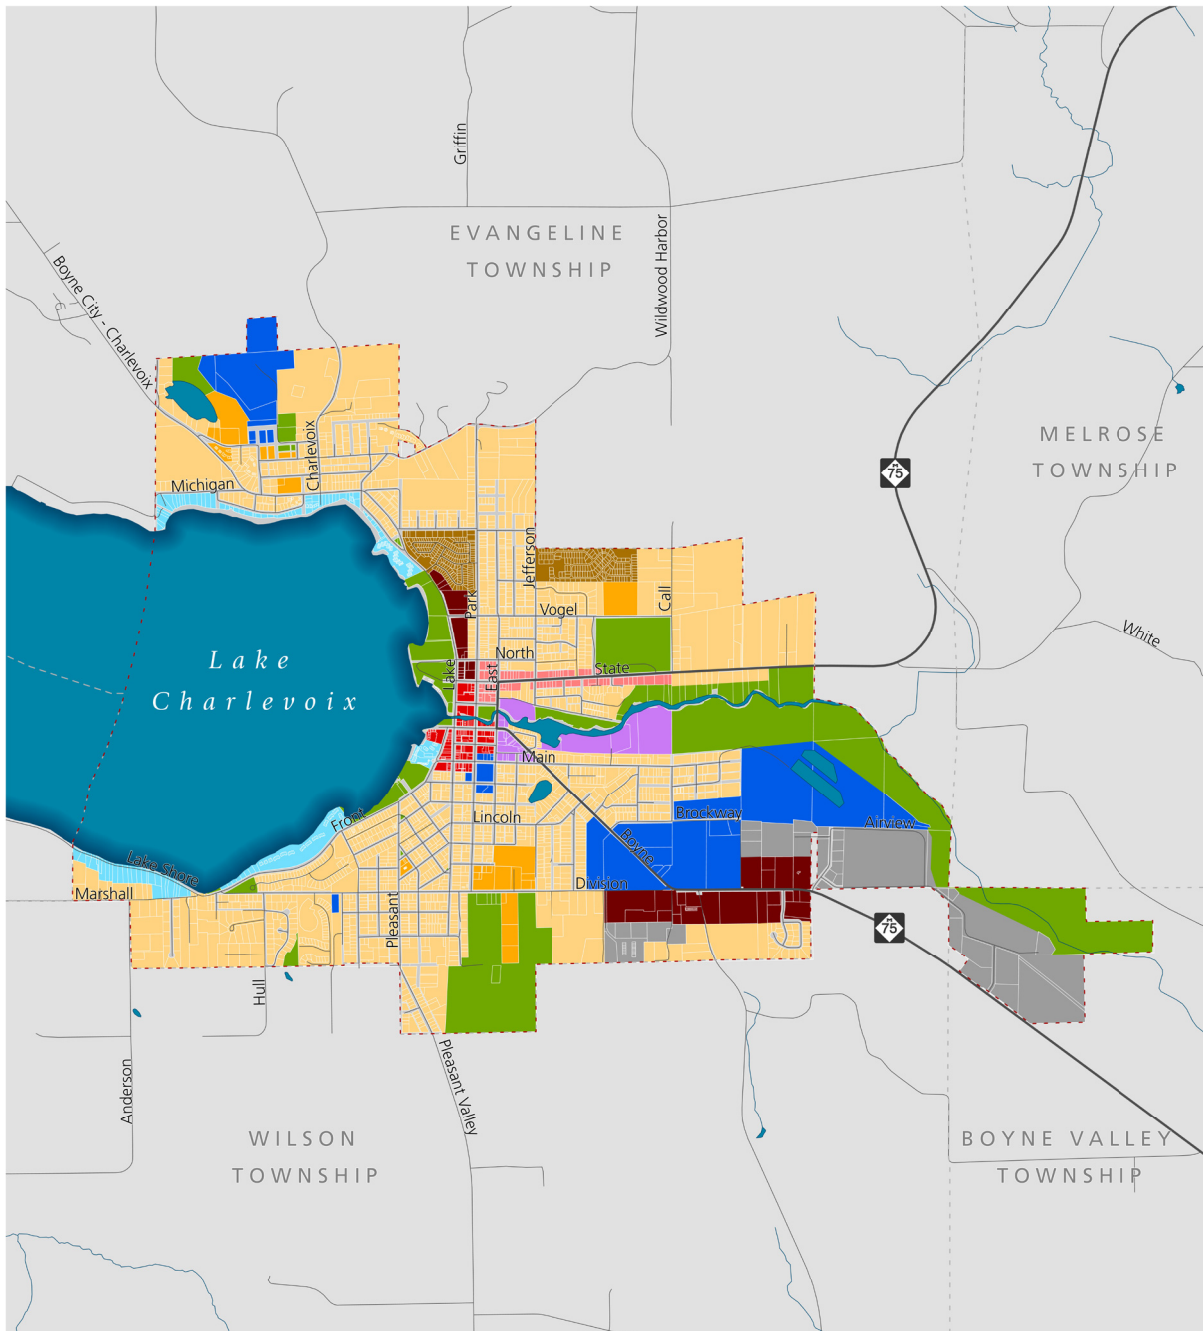 Griffin
Wildwood Harbor
EVANGELINE
TOWNSHIP
Boyne City - Charlevoix
MELROSE
TOWNSHIP
M
75
Charlevoix
Michigan
Jefferson
Vogel
Call
Park
White
North
State
East
Lake
Lake
Charlevoix
Main
Front
Lincoln
Brockway
Airview
Boyne
Lake Shore
Division
Marshall
Pleasant
M
75
Hull
Anderson
Pleasant Valley
WILSON
TOWNSHIP
BOYNE VALLEY
TOWNSHIP